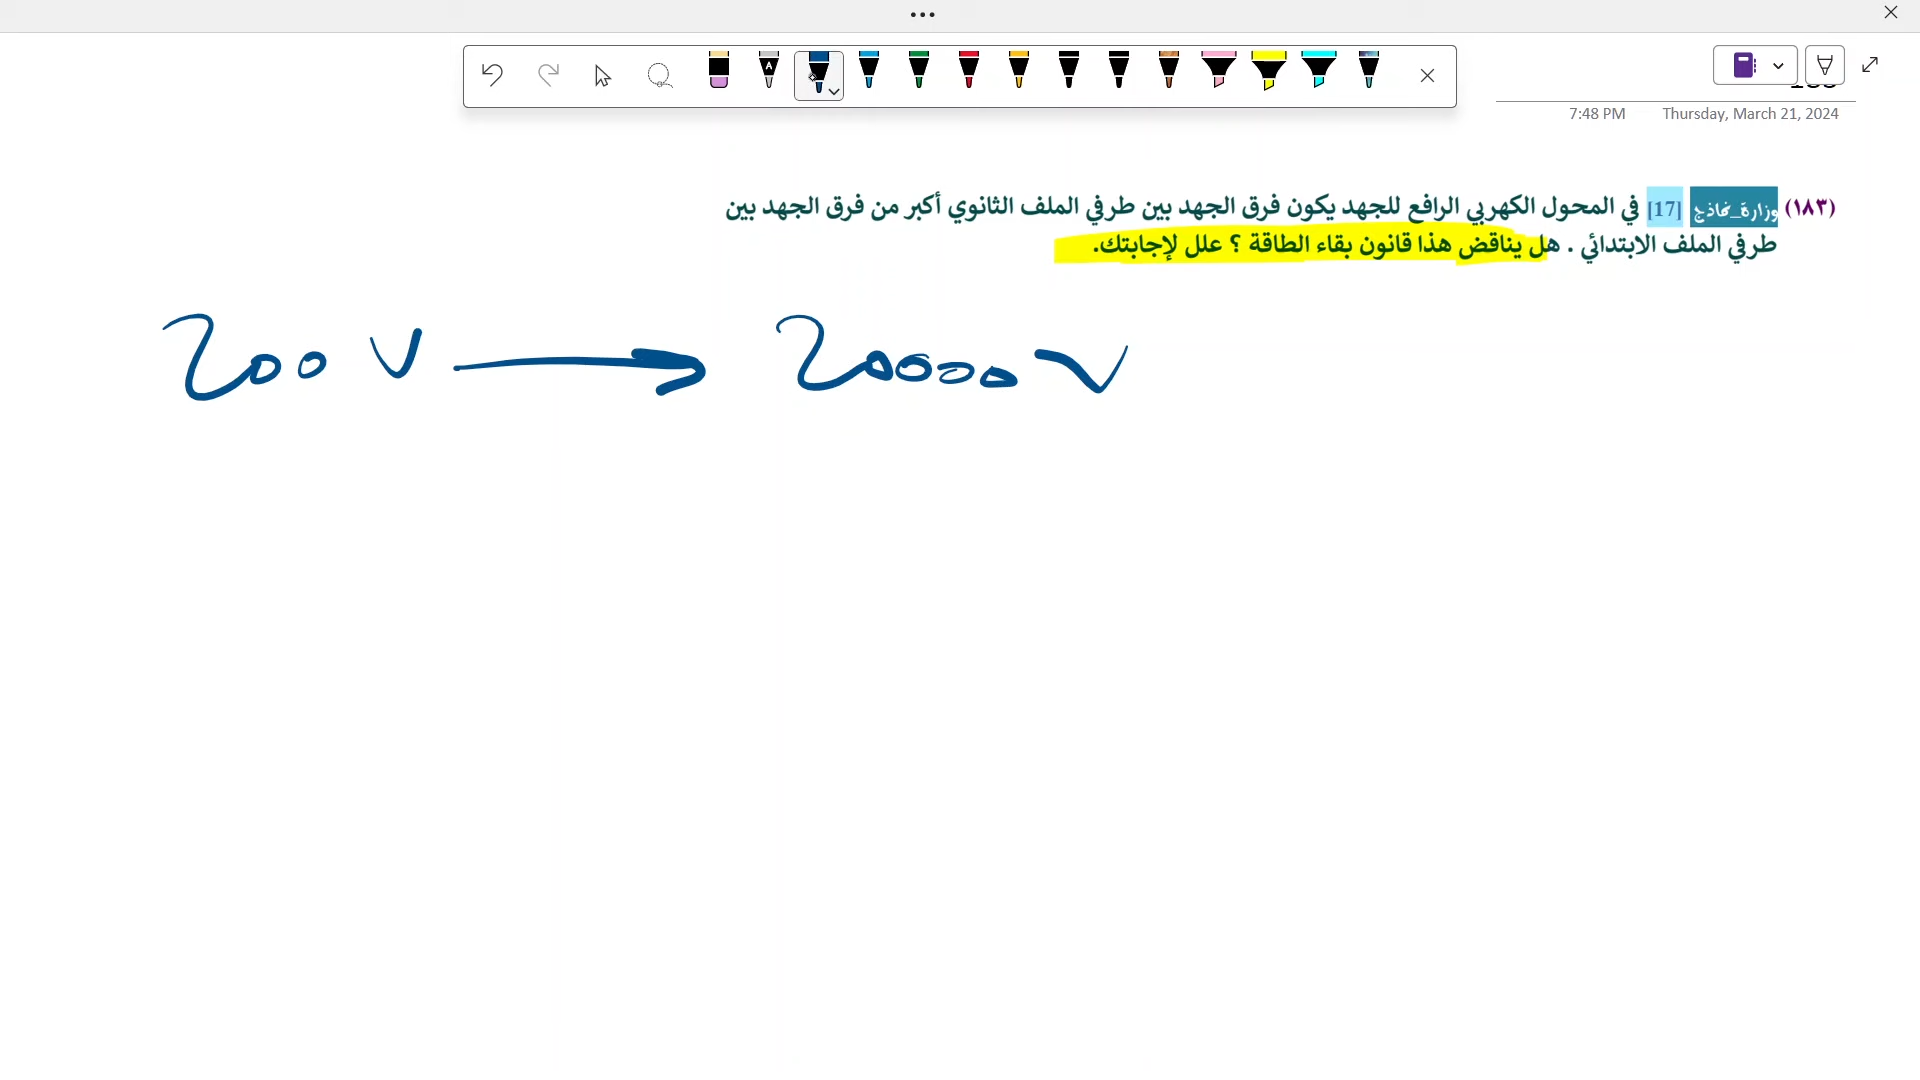 7:48 PM Thursday, March 21, 2024
(١٨٣) وزارة_نماذج [17] في المحول الكهربي الرافع للجهد يكون فرق الجهد بين طرفي الملف الثانوي أكبر من فرق الجهد بين
طرفي الملف الابتدائي . هل يناقض هذا قانون بقاء الطاقة ؟ علل لإجابتك.
200 V → 20000 V